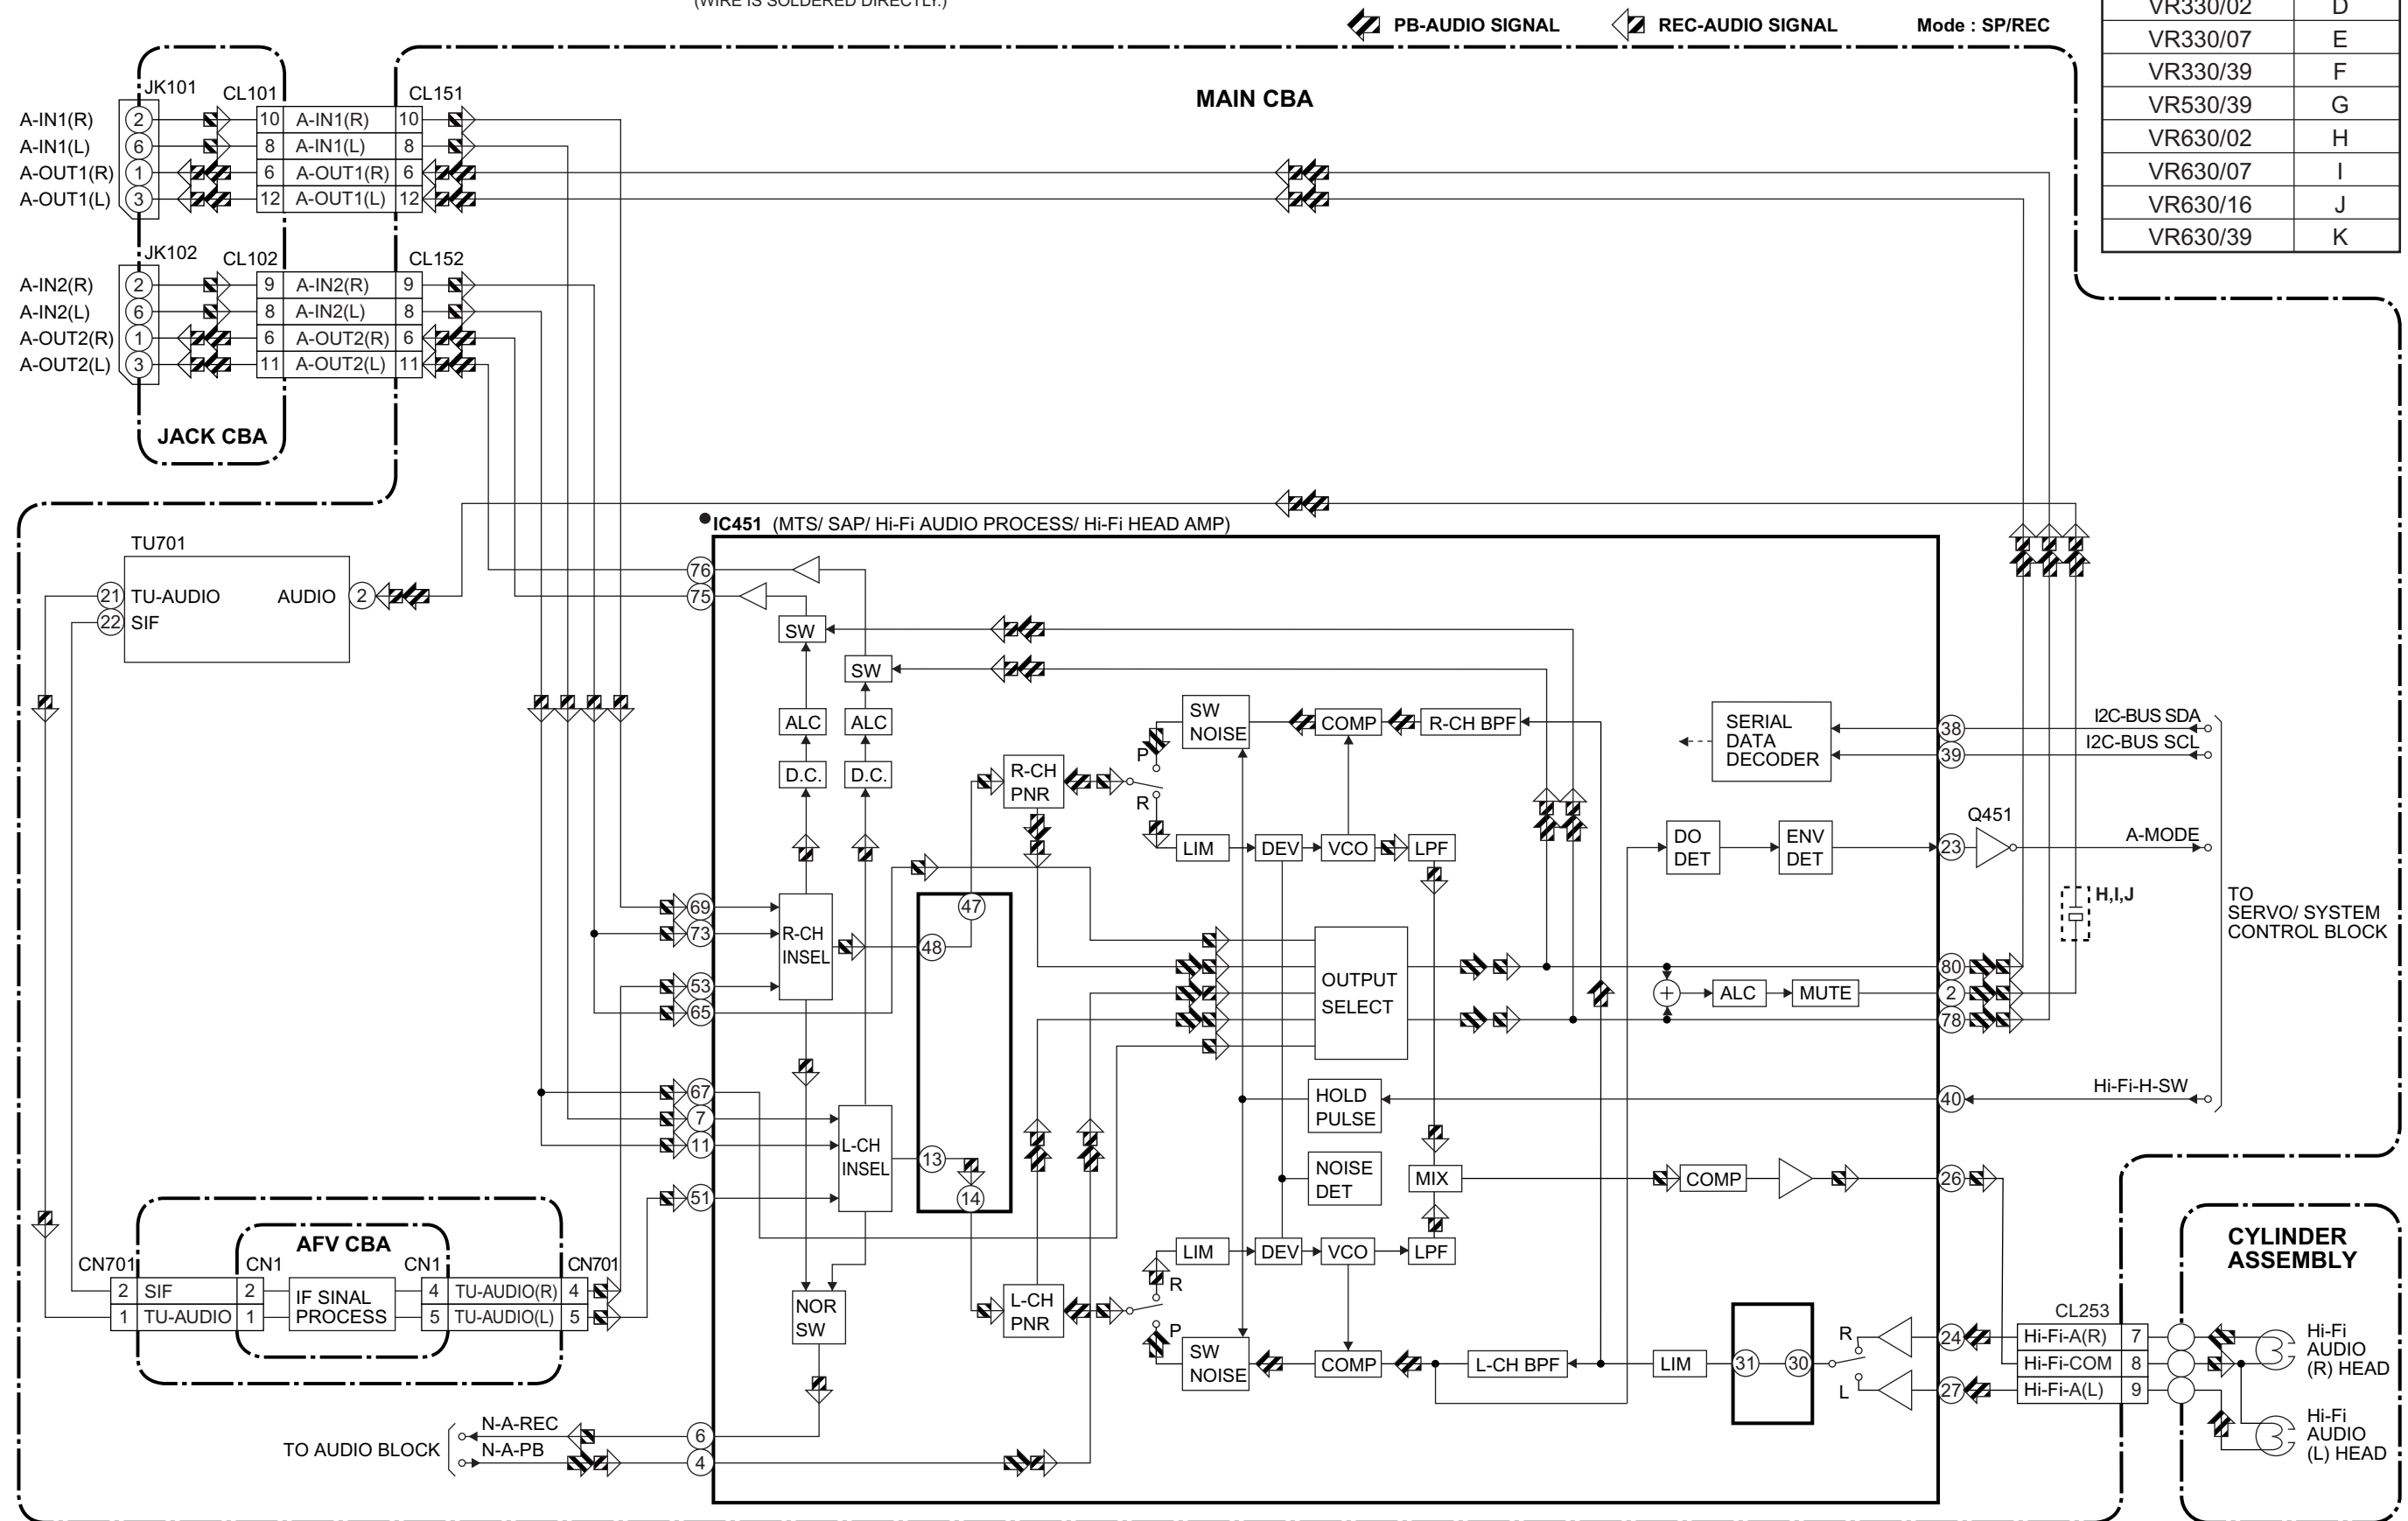 (WIRE IS SOLDERED DIRECTLY.)
PB-AUDIO SIGNAL
REC-AUDIO SIGNAL
Mode : SP/REC
VR330/02 D
VR330/07 E
VR330/39 F
VR530/39 G
VR630/02 H
VR630/07 I
VR630/16 J
VR630/39 K
MAIN CBA
JK101
CL101
CL151
A-IN1(R) 2 10 A-IN1(R) 10
A-IN1(L) 6 8 A-IN1(L) 8
A-OUT1(R) 1 6 A-OUT1(R) 6
A-OUT1(L) 3 12 A-OUT1(L) 12
JK102
CL102
CL152
A-IN2(R) 2 9 A-IN2(R) 9
A-IN2(L) 6 8 A-IN2(L) 8
A-OUT2(R) 1 6 A-OUT2(R) 6
A-OUT2(L) 3 11 A-OUT2(L) 11
JACK CBA
IC451 (MTS/ SAP/ Hi-Fi AUDIO PROCESS/ Hi-Fi HEAD AMP)
TU701
21 TU-AUDIO
22 SIF
AUDIO 2
76
75
SW
SW
ALC
ALC
D.C.
D.C.
R-CH
PNR
SW
NOISE
COMP
R-CH BPF
P
R
LIM
DEV
VCO
LPF
SERIAL
DATA
DECODER
38
39
I2C-BUS SDA
I2C-BUS SCL
DO
DET
ENV
DET
23
Q451
A-MODE
H,I,J
TO
SERVO/ SYSTEM
CONTROL BLOCK
69
73
53
65
R-CH
INSEL
47
48
OUTPUT
SELECT
ALC
MUTE
80
2
78
67
7
11
51
L-CH
INSEL
13
14
HOLD
PULSE
40
Hi-Fi-H-SW
NOISE
DET
MIX
COMP
26
LIM
DEV
VCO
LPF
R
P
L-CH
PNR
NOR
SW
SW
NOISE
COMP
L-CH BPF
LIM
31
30
R
L
24
27
AFV CBA
CN701
CN1
CN1
CN701
2 SIF 2
1 TU-AUDIO 1
IF SINAL
PROCESS
4 TU-AUDIO(R) 4
5 TU-AUDIO(L) 5
TO AUDIO BLOCK
N-A-REC
N-A-PB
6
4
CYLINDER
ASSEMBLY
CL253
Hi-Fi-A(R) 7
Hi-Fi-COM 8
Hi-Fi-A(L) 9
Hi-Fi
AUDIO
(R) HEAD
Hi-Fi
AUDIO
(L) HEAD